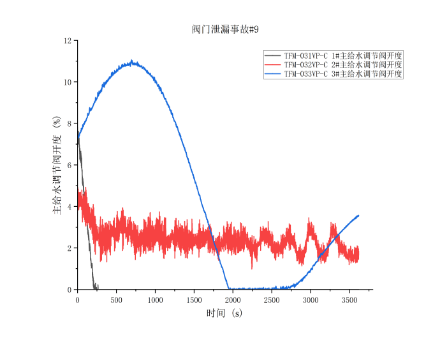 阀门泄漏事故#9
TFM-031VP-C 1#主给水调节阀开度
TFM-032VP-C 2#主给水调节阀开度
TFM-033VP-C 3#主给水调节阀开度
主给水调节阀开度 (%)
12
10
8
6
4
2
0
0 500 1000 1500 2000 2500 3000 3500
时间 (s)